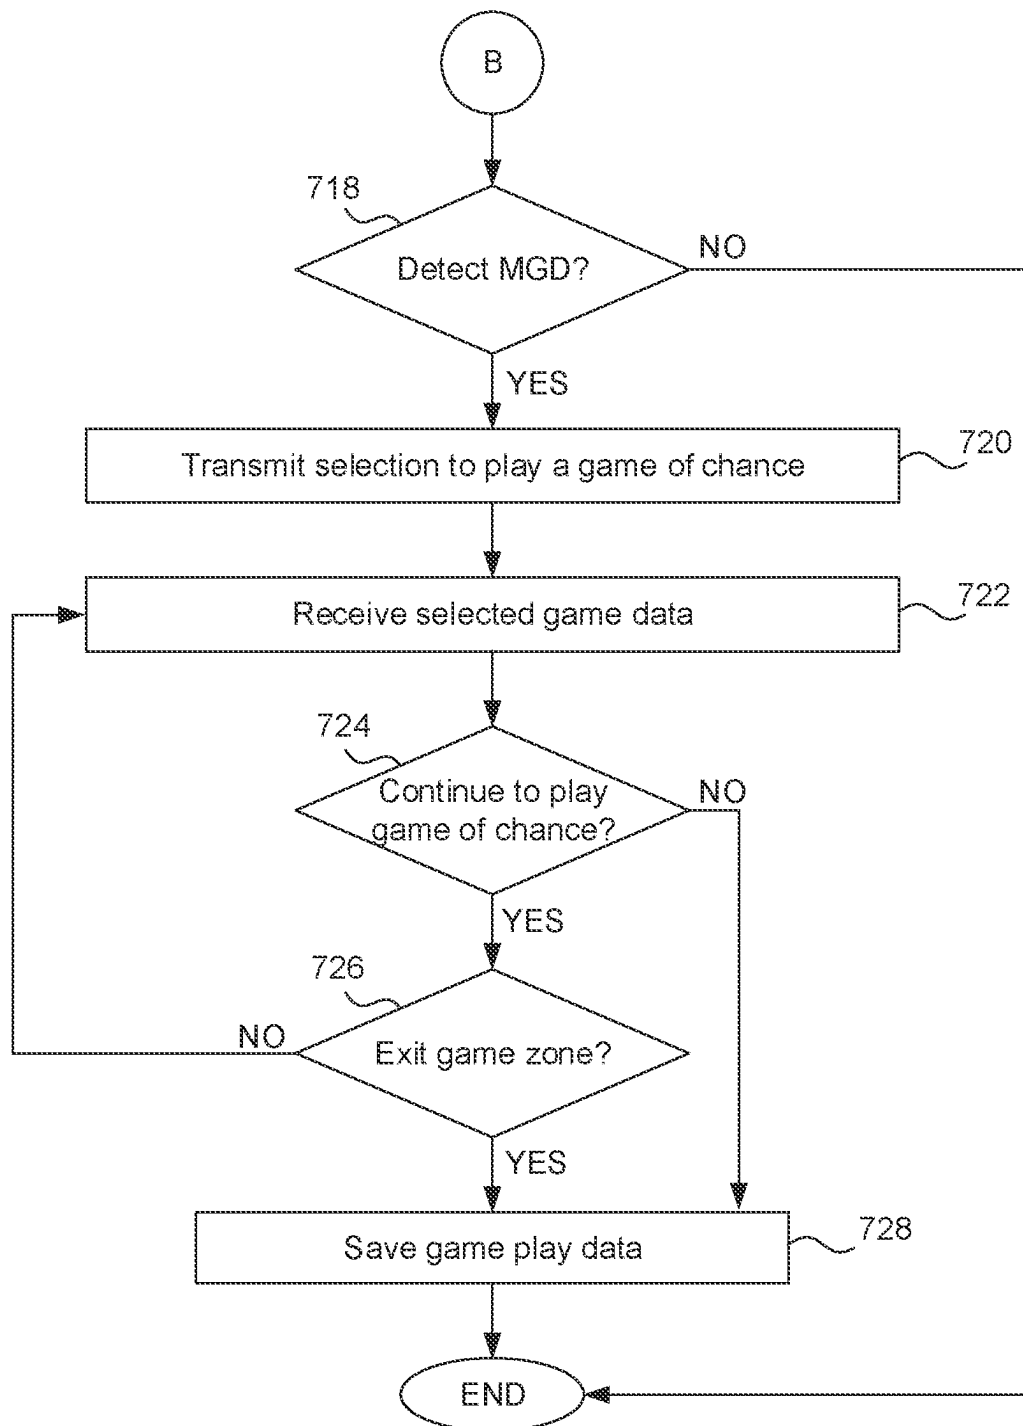 B
718
Detect MGD?
NO
YES
Transmit selection to play a game of chance
720
Receive selected game data
722
724
Continue to play
game of chance?
NO
YES
726
NO
Exit game zone?
YES
Save game play data
728
END